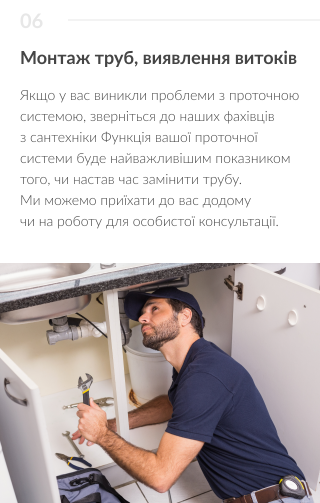 06
Монтаж труб, виявлення витоків
Якщо у вас виникли проблеми з проточною
системою, зверніться до наших фахівців
з сантехніки Функція вашої проточної
системи буде найважливішим показником
того, чи настав час замінити трубу.
Ми можемо приїхати до вас додому
чи на роботу для особистої консультації.